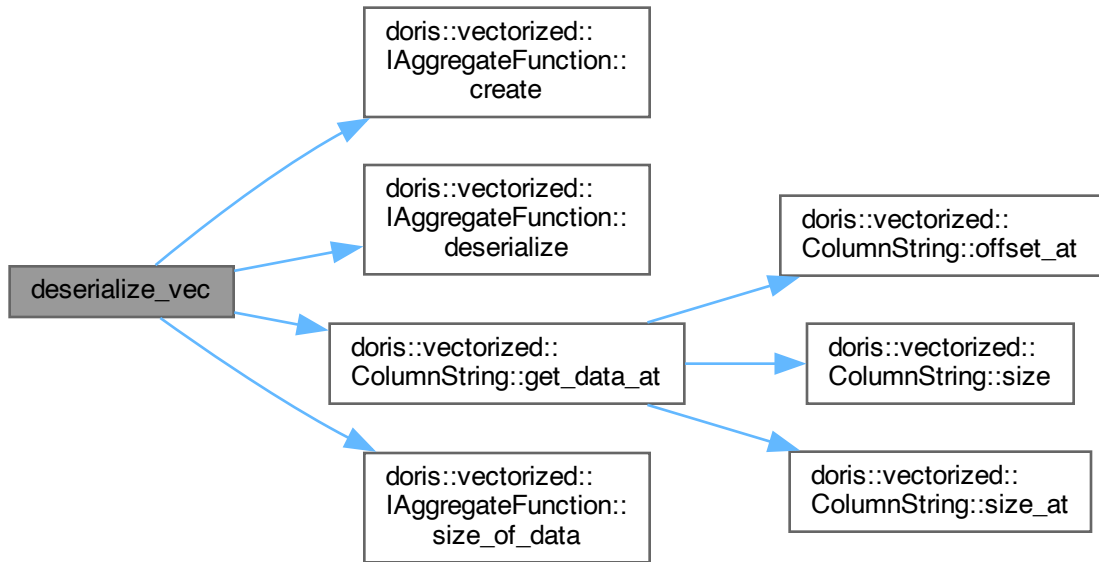 deserialize_vec
doris::vectorized::
IAggregateFunction::
create
doris::vectorized::
IAggregateFunction::
deserialize
doris::vectorized::
ColumnString::get_data_at
doris::vectorized::
IAggregateFunction::
size_of_data
doris::vectorized::
ColumnString::offset_at
doris::vectorized::
ColumnString::size
doris::vectorized::
ColumnString::size_at